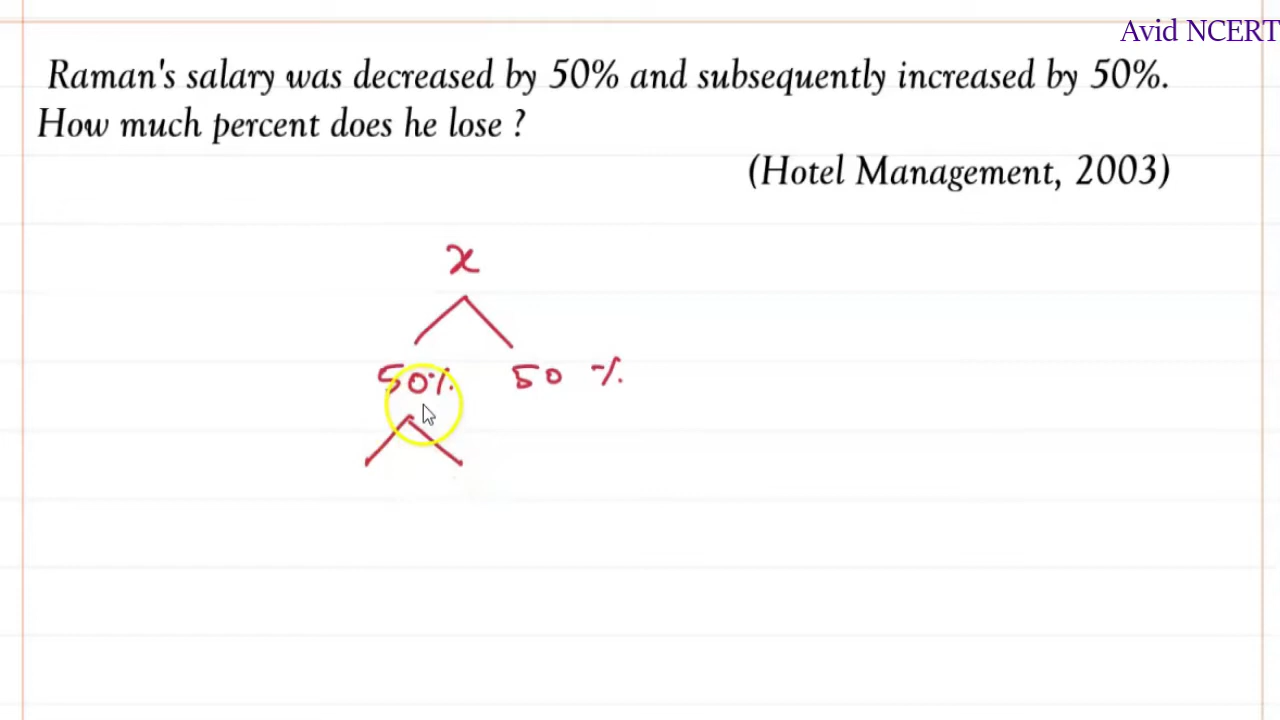 Avid NCERT
Raman's salary was decreased by 50% and subsequently increased by 50%.
How much percent does he lose ?
(Hotel Management, 2003)
x
50% 50 %